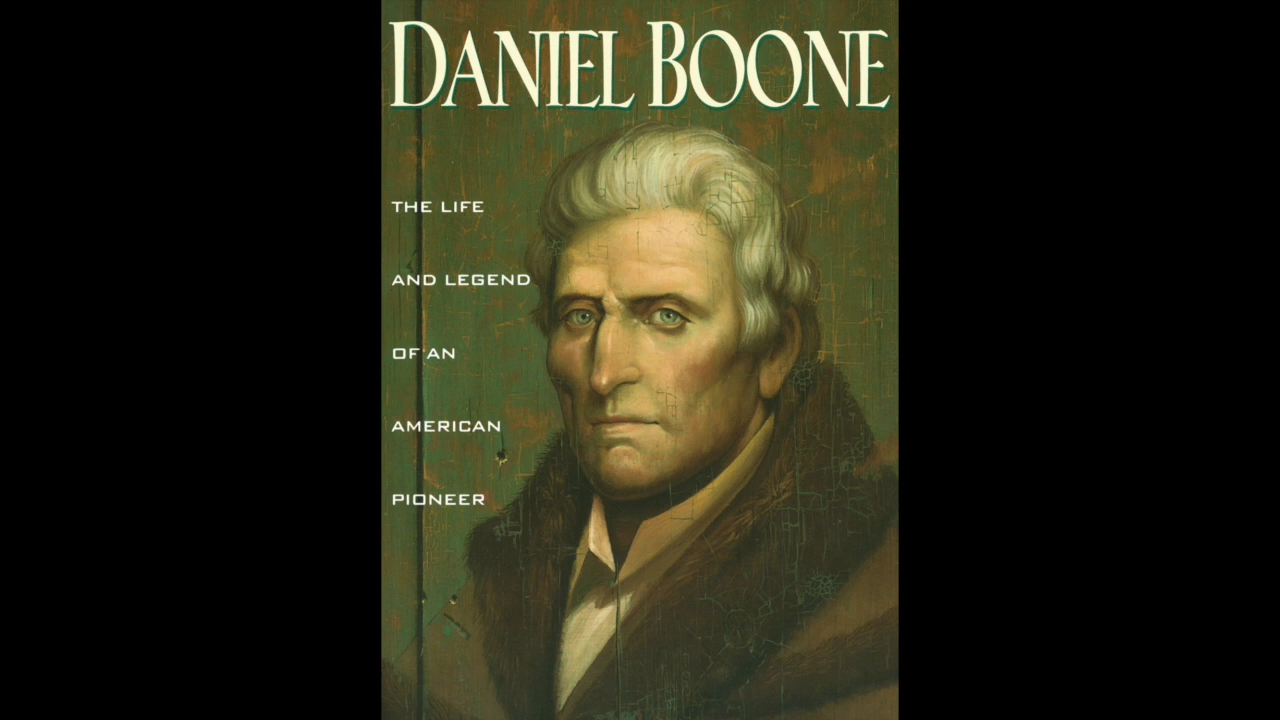 DANIEL BOONE
THE LIFE
AND LEGEND
OF AN
AMERICAN
PIONEER